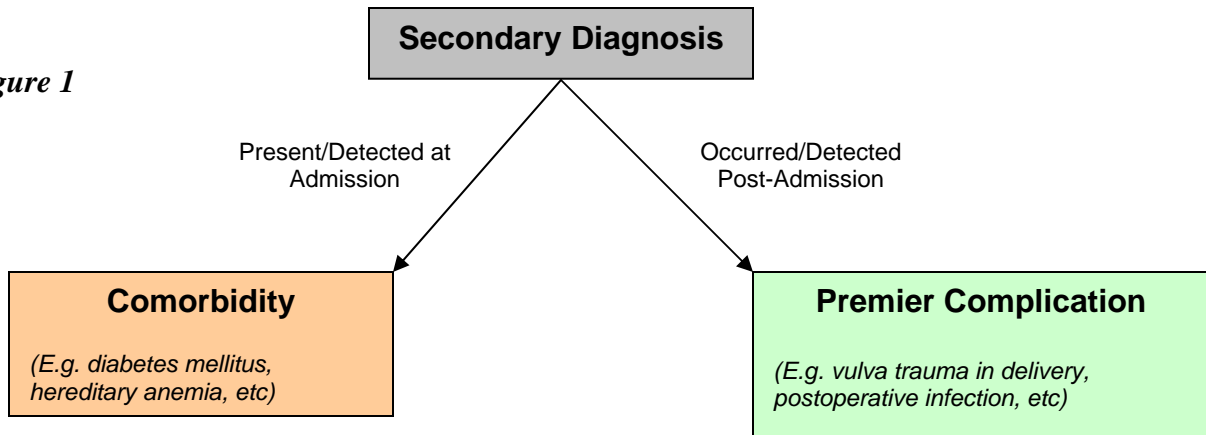 Secondary Diagnosis
gure 1
Present/Detected at
Admission
Occurred/Detected
Post-Admission
Comorbidity
(E.g. diabetes mellitus,
hereditary anemia, etc)
Premier Complication
(E.g. vulva trauma in delivery,
postoperative infection, etc)